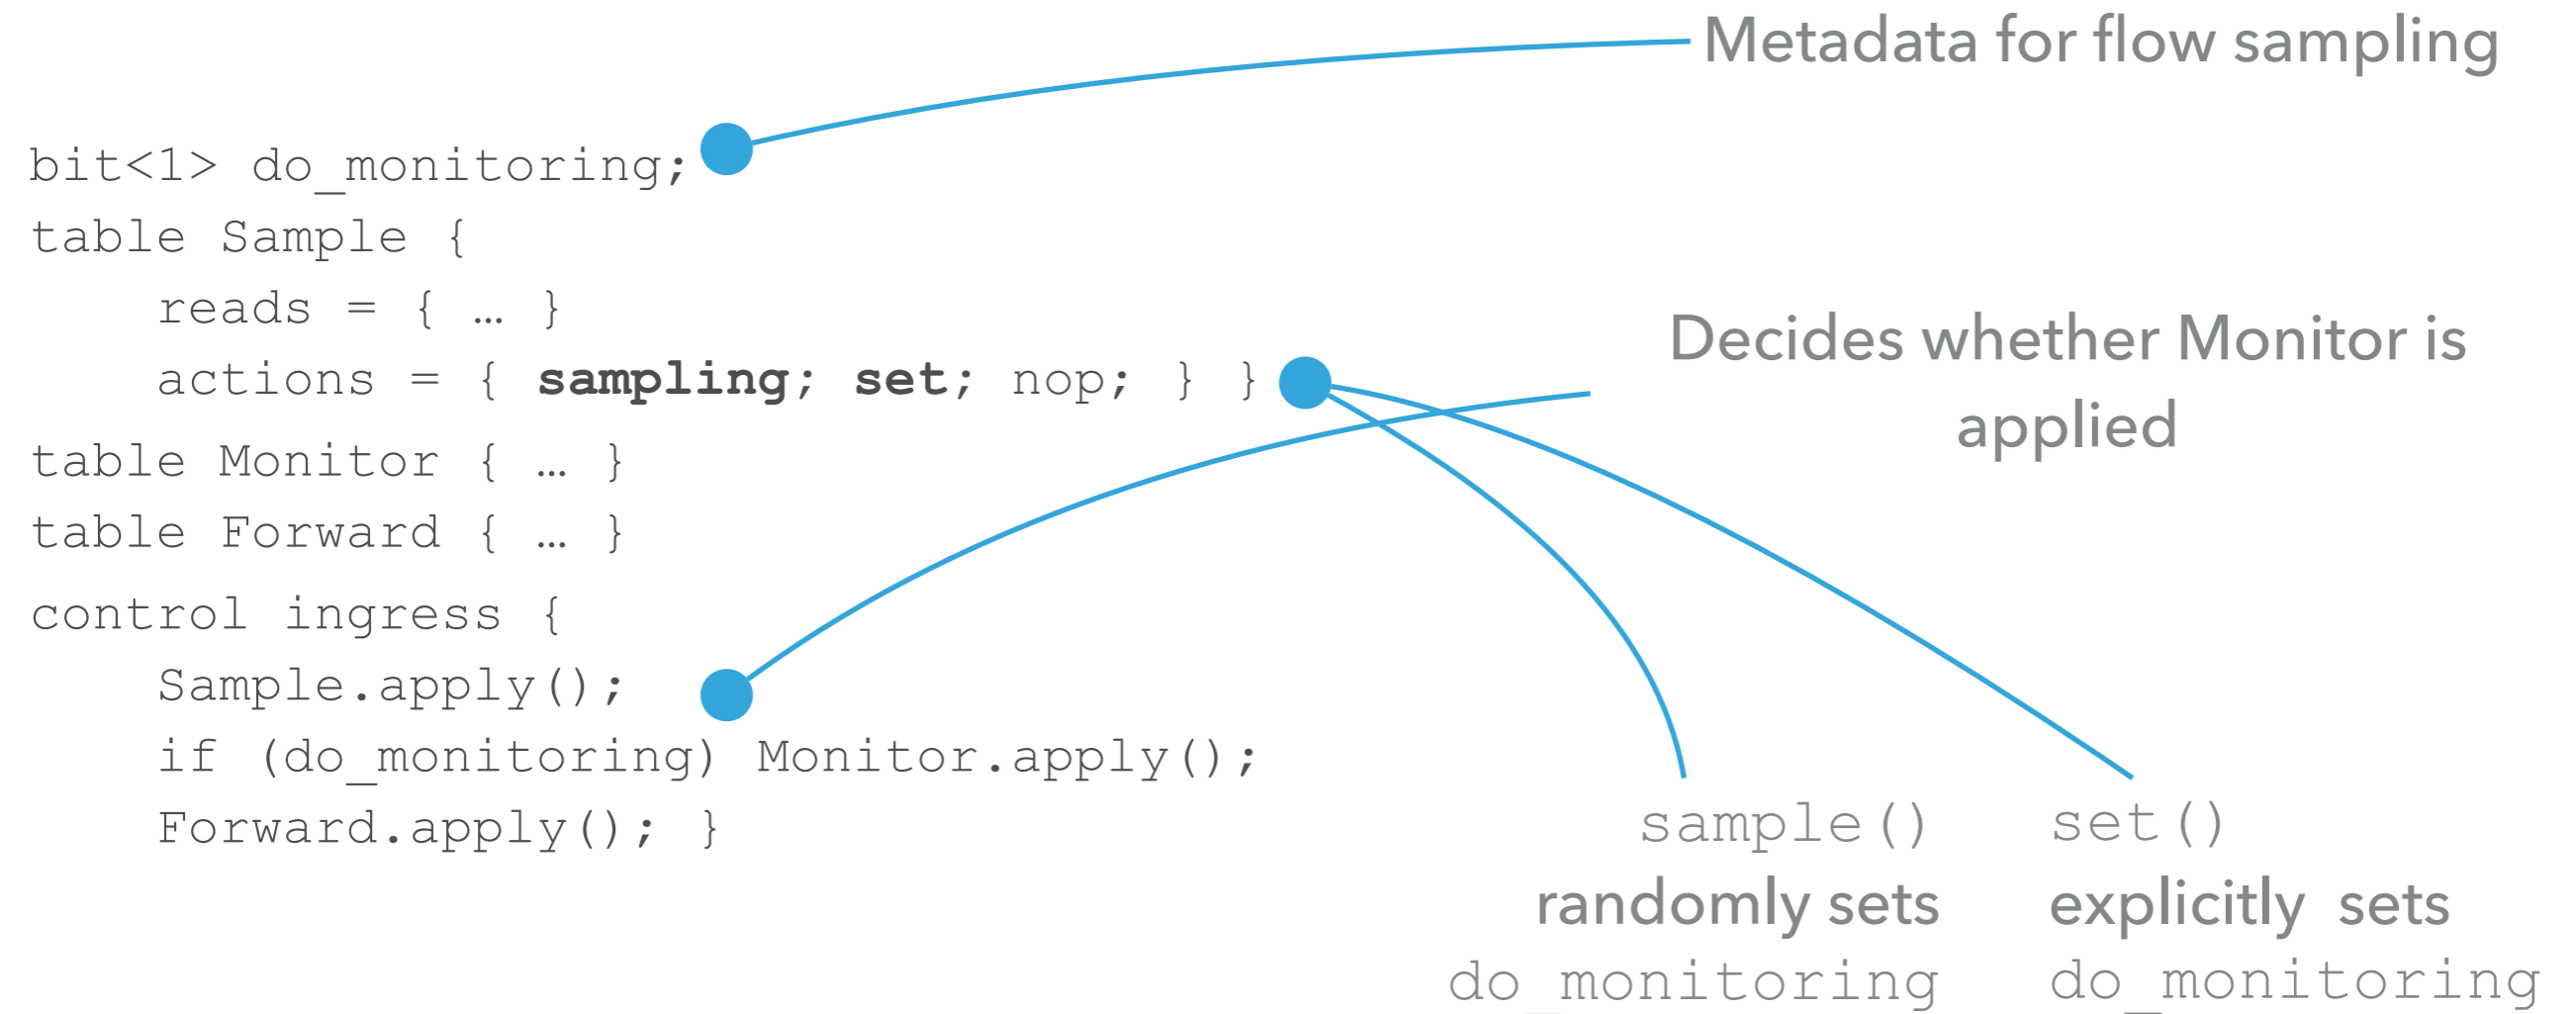 Metadata for flow sampling
bit<1> do_monitoring;
table Sample {
    reads = { … }
    actions = { sampling; set; nop; } }
table Monitor { … }
table Forward { … }
control ingress {
    Sample.apply();
    if (do_monitoring) Monitor.apply();
    Forward.apply(); }
Decides whether Monitor is
applied
sample()
randomly sets
do_monitoring
set()
explicitly sets
do_monitoring